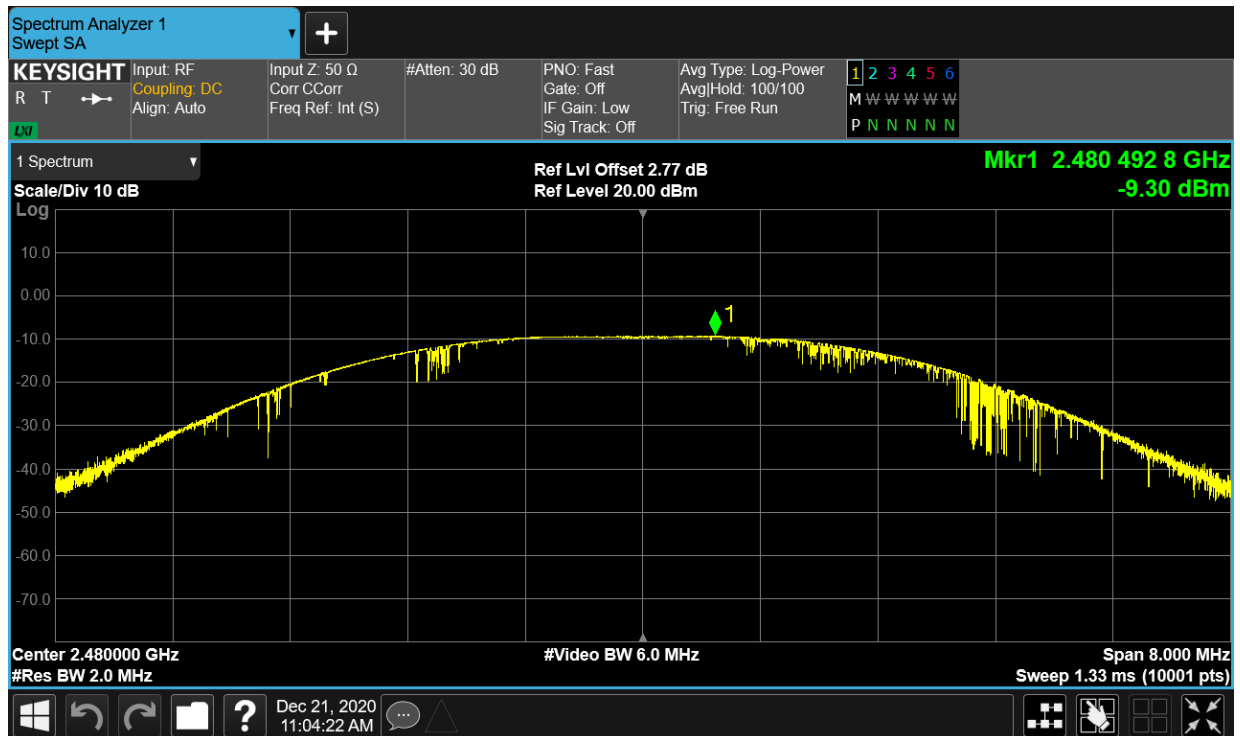 Spectrum Analyzer 1
Swept SA
KEYSIGHT
R T
LXI
Input: RF
Coupling: DC
Align: Auto
Input Z: 50 Ω
Corr CCorr
Freq Ref: Int (S)
#Atten: 30 dB
PNO: Fast
Gate: Off
IF Gain: Low
Sig Track: Off
Avg Type: Log-Power
Avg|Hold: 100/100
Trig: Free Run
1 2 3 4 5 6
M W W W W W
P N N N N N
1 Spectrum
Scale/Div 10 dB
Log
Ref Lvl Offset 2.77 dB
Ref Level 20.00 dBm
Mkr1 2.480 492 8 GHz
-9.30 dBm
10.0
0.00
-10.0
-20.0
-30.0
-40.0
-50.0
-60.0
-70.0
1
Center 2.480000 GHz
#Res BW 2.0 MHz
#Video BW 6.0 MHz
Span 8.000 MHz
Sweep 1.33 ms (10001 pts)
?
Dec 21, 2020
11:04:22 AM